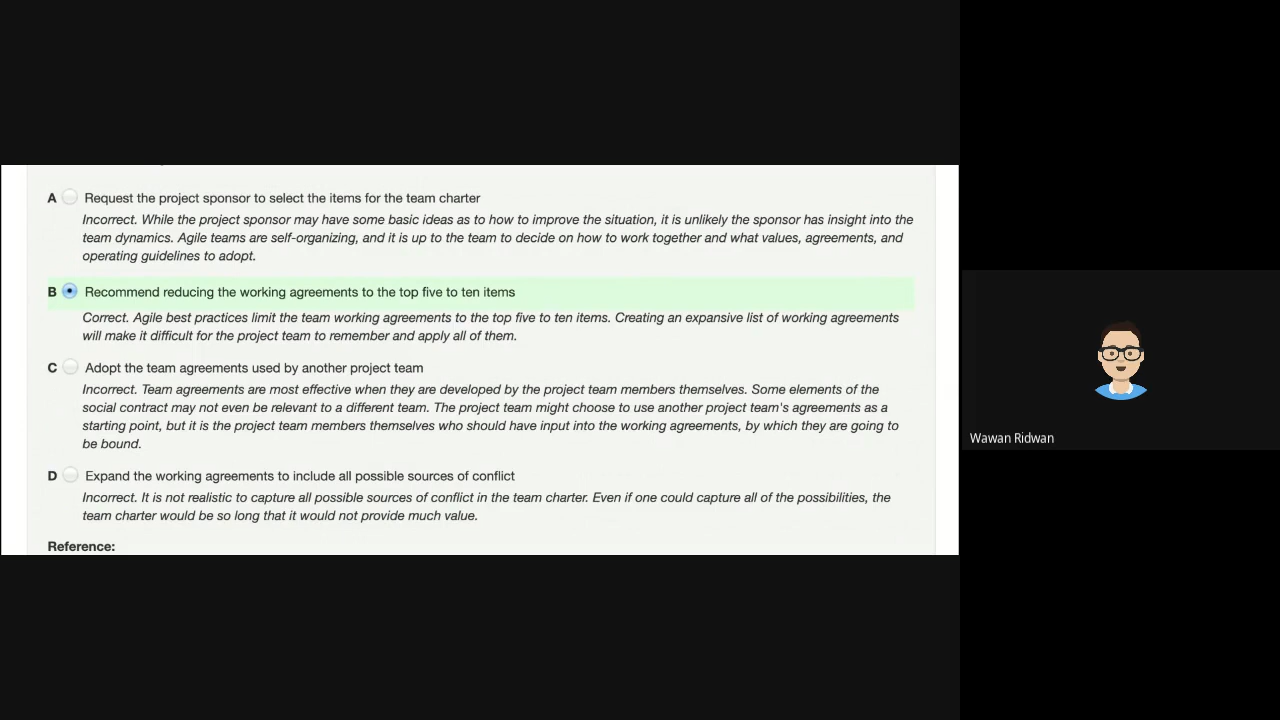 A Request the project sponsor to select the items for the team charter
Incorrect. While the project sponsor may have some basic ideas as to how to improve the situation, it is unlikely the sponsor has insight into the
team dynamics. Agile teams are self-organizing, and it is up to the team to decide on how to work together and what values, agreements, and
operating guidelines to adopt.
B Recommend reducing the working agreements to the top five to ten items
Correct. Agile best practices limit the team working agreements to the top five to ten items. Creating an expansive list of working agreements
will make it difficult for the project team to remember and apply all of them.
C Adopt the team agreements used by another project team
Incorrect. Team agreements are most effective when they are developed by the project team members themselves. Some elements of the
social contract may not even be relevant to a different team. The project team might choose to use another project team's agreements as a
starting point, but it is the project team members themselves who should have input into the working agreements, by which they are going to
be bound.
D Expand the working agreements to include all possible sources of conflict
Incorrect. It is not realistic to capture all possible sources of conflict in the team charter. Even if one could capture all of the possibilities, the
team charter would be so long that it would not provide much value.
Reference:
Wawan Ridwan